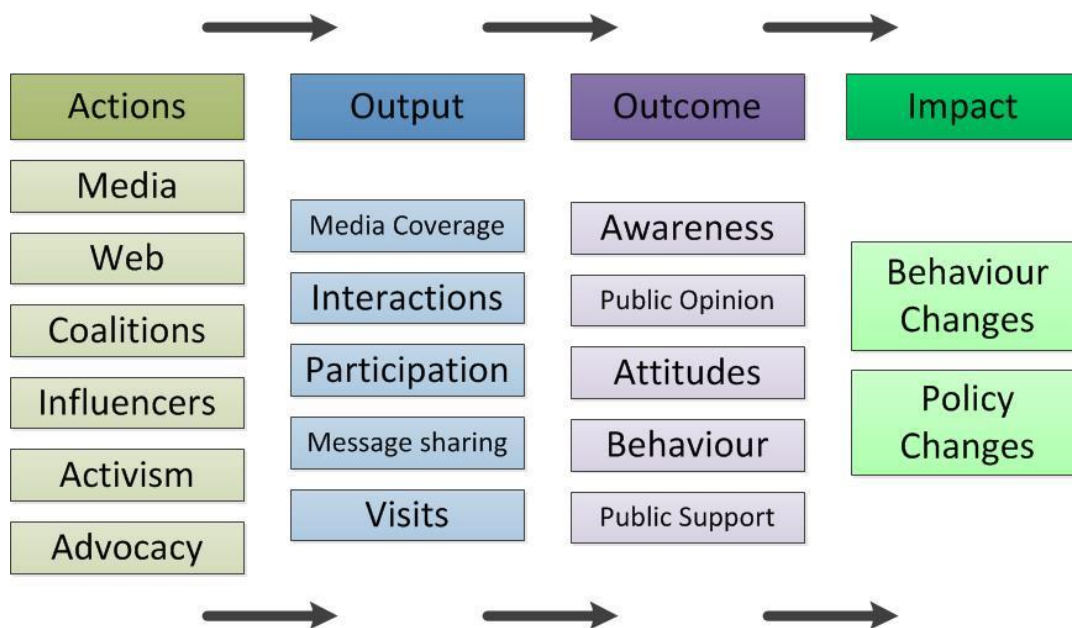 Actions
Media
Web
Coalitions
Influencers
Activism
Advocacy
Output
Media Coverage
Interactions
Participation
Message sharing
Visits
Outcome
Awareness
Public Opinion
Attitudes
Behaviour
Public Support
Impact
Behaviour
Changes
Policy
Changes